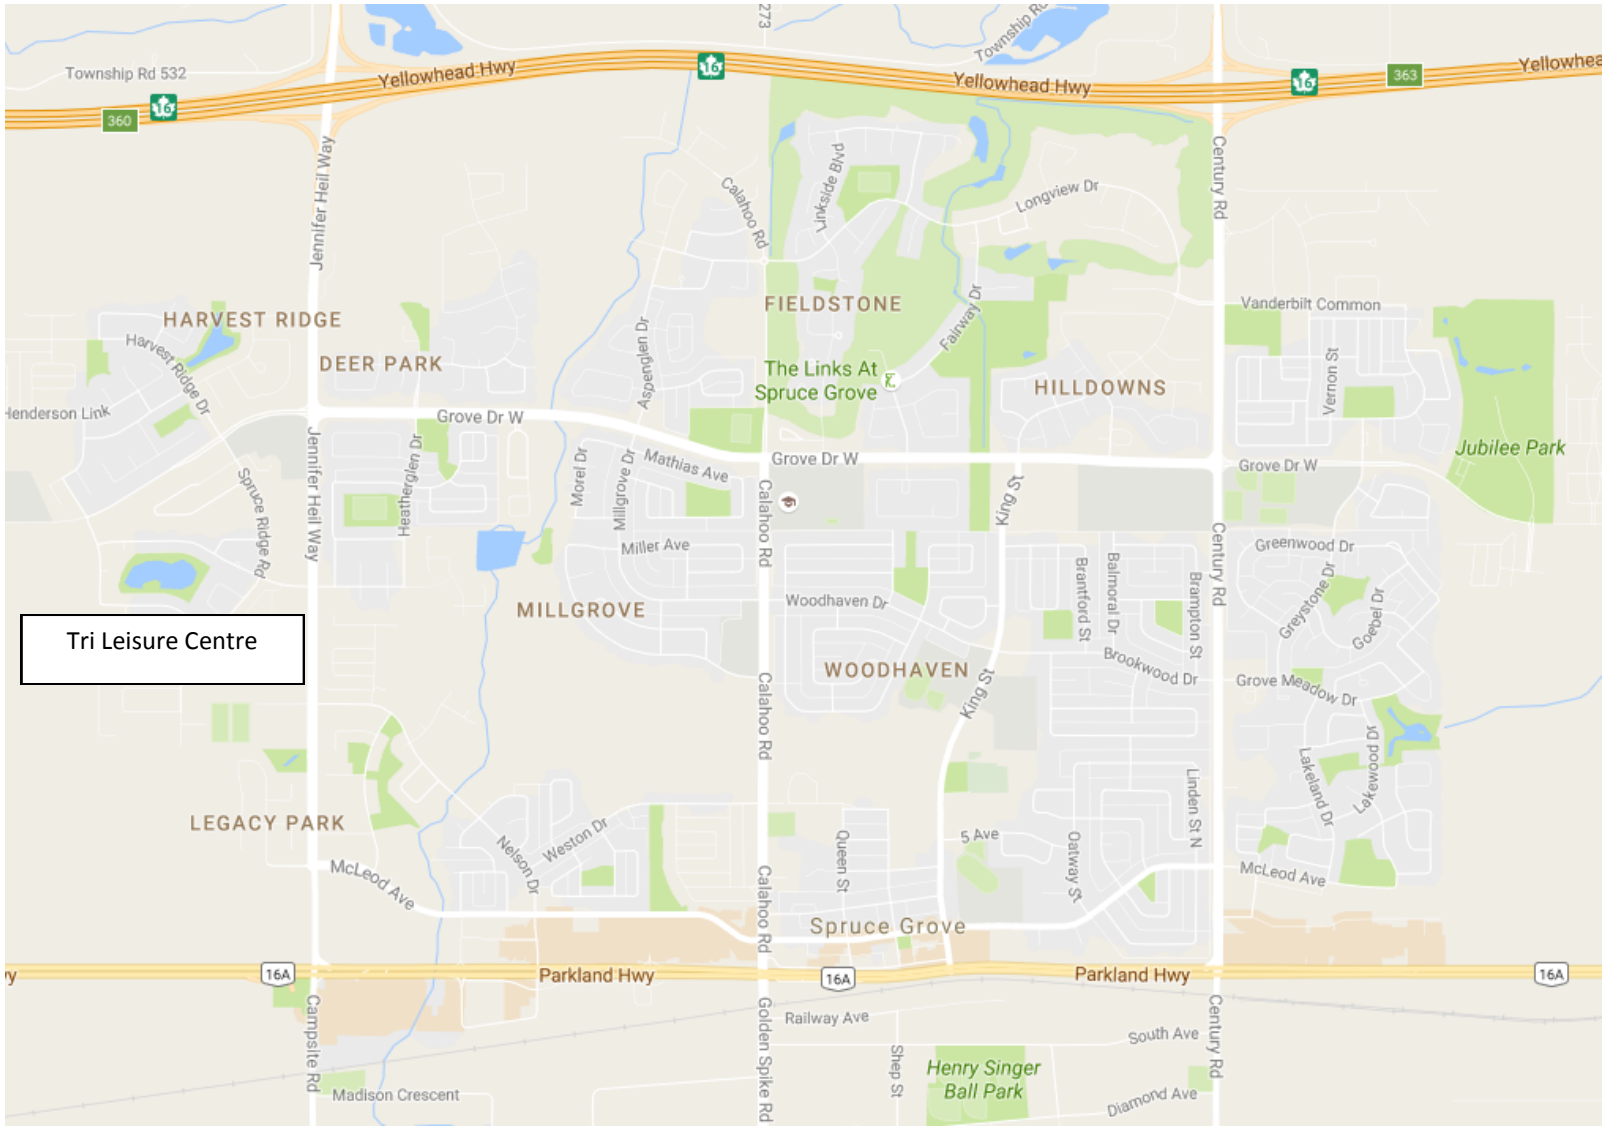 273
Township Rd
Township Rd 532
Yellowhead Hwy
16
Yellowhead Hwy
16
363
16
360
Jennifer Heil Way
Calahoo Rd
Linkside Blvd
Longview Dr
Century Rd
HARVEST RIDGE
Harvest Ridge Dr
DEER PARK
Aspenglen Dr
FIELDSTONE
Fairway Dr
Vanderbilt Common
The Links At
Spruce Grove
HILLDOWNS
Vernon St
Henderson Link
Grove Dr W
Jubilee Park
Jennifer Heil Way
Heatherglen Dr
Morel Dr
Millgrove Dr
Mathias Ave
Grove Dr W
Grove Dr W
Spruce Ridge Rd
Calahoo Rd
King St
Century Rd
Miller Ave
Greenwood Dr
Brantford St
Balmoral Dr
Brampton St
Greystone Dr
Goebel Dr
MILLGROVE
Woodhaven Dr
Tri Leisure Centre
WOODHAVEN
Brookwood Dr
Grove Meadow Dr
Calahoo Rd
King St
Lakewood Dr
Lakeland Dr
Linden St N
LEGACY PARK
Nelson Dr
Weston Dr
Queen St
5 Ave
Oatway St
McLeod Ave
McLeod Ave
Calahoo Rd
Spruce Grove
16A
Parkland Hwy
16A
Parkland Hwy
16A
Campsite Rd
Golden Spike Rd
Railway Ave
Century Rd
South Ave
Shep St
Henry Singer
Ball Park
Madison Crescent
Diamond Ave